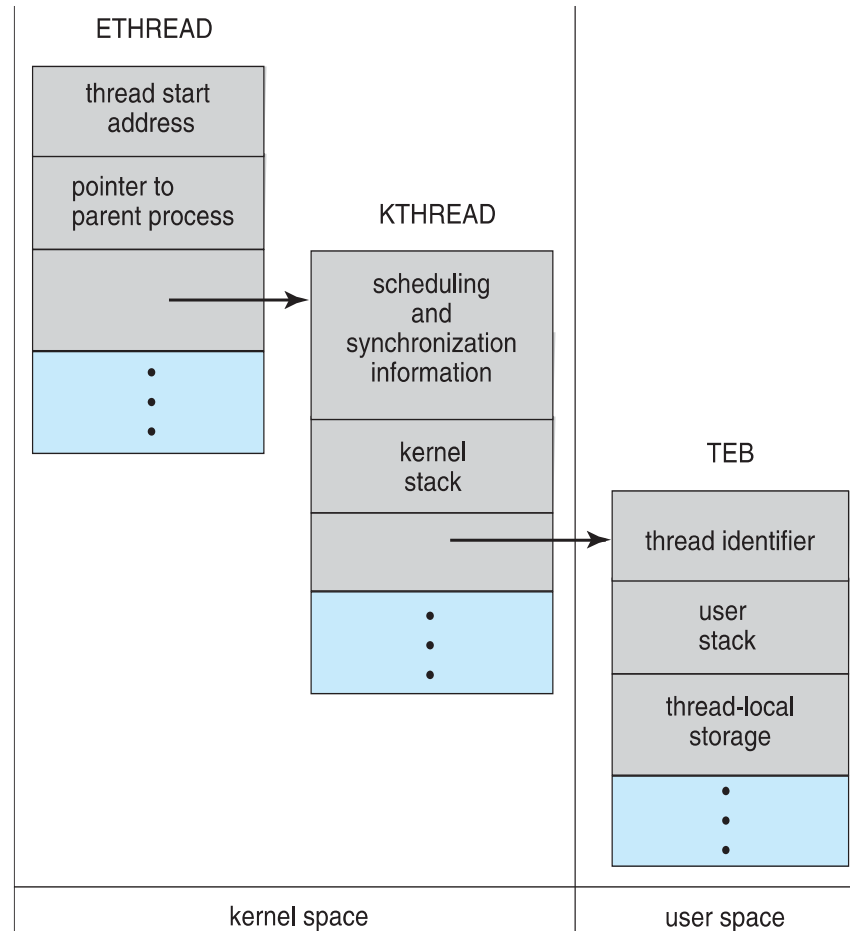 ETHREAD
thread start
address
pointer to
parent process
KTHREAD
scheduling
and
synchronization
information
kernel
stack
TEB
thread identifier
user
stack
thread-local
storage
kernel space
user space